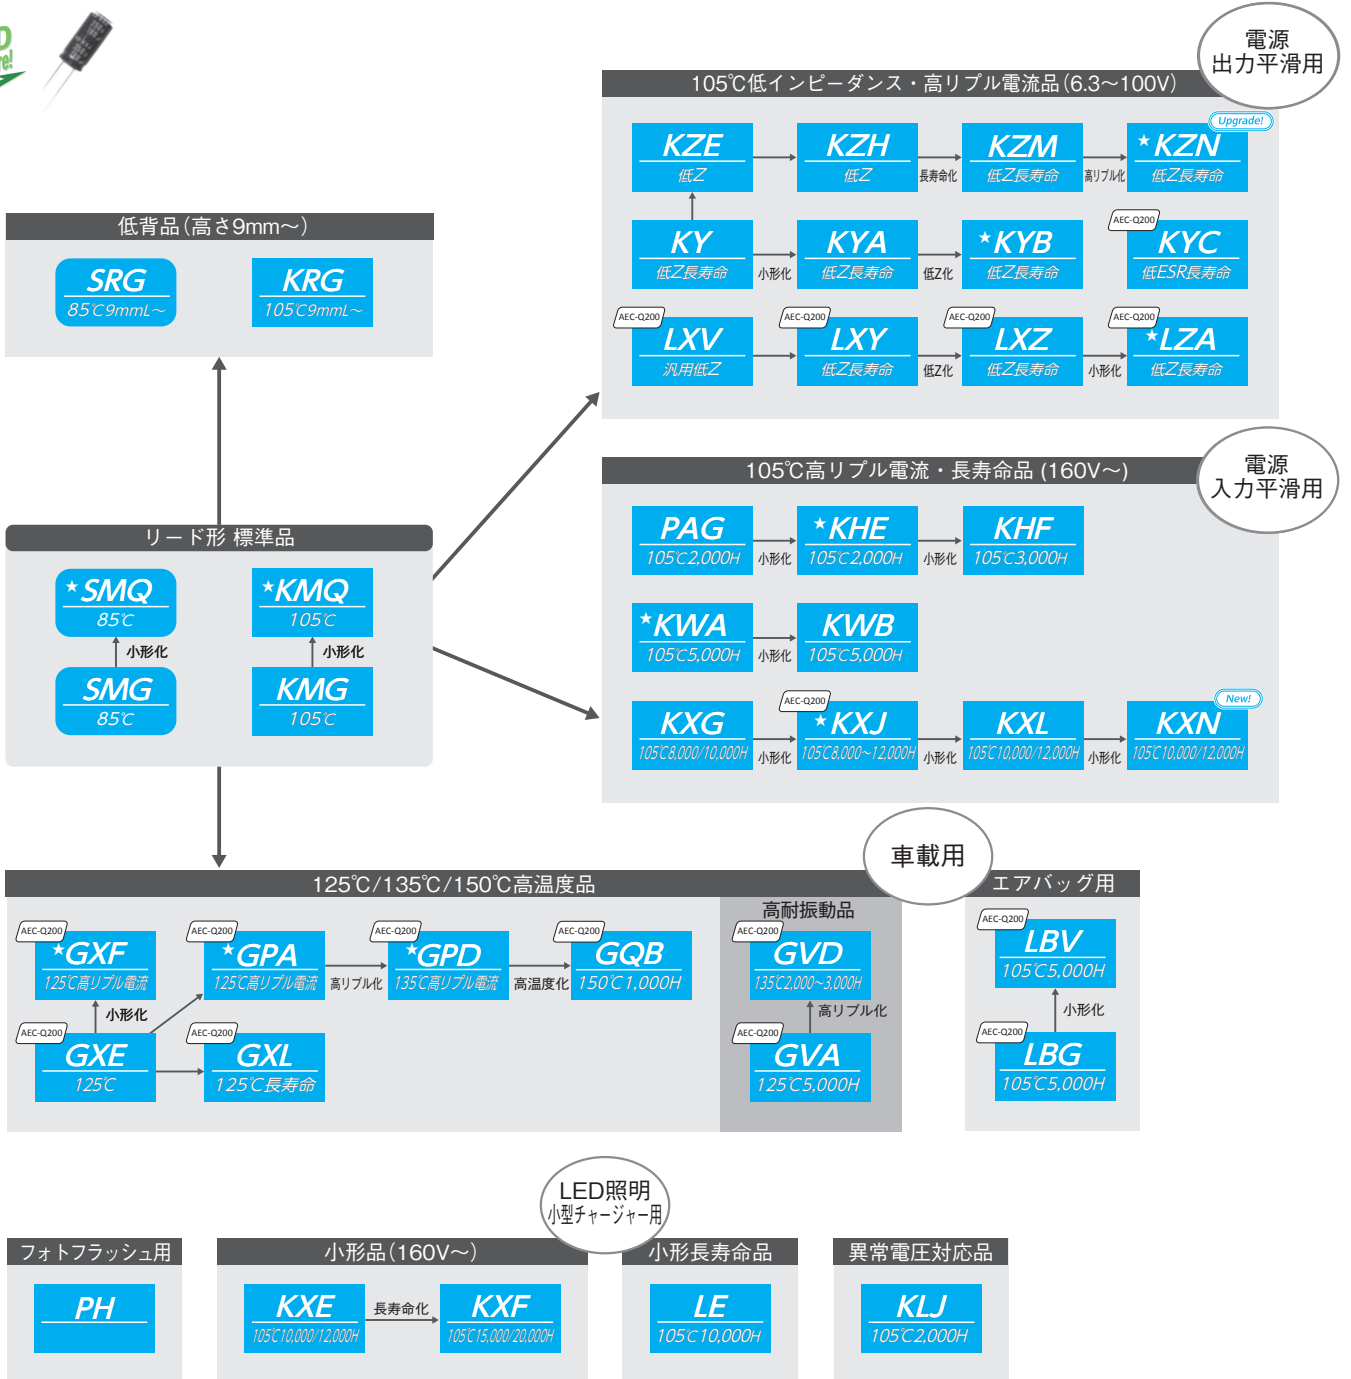 電源
出力平滑用
105℃低インピーダンス・高リプル電流品(6.3～100V)
Upgrade!
KZE
低Z
KZH
低Z
長寿命化
KZM
低Z長寿命
高リプル化
★KZN
低Z長寿命
KY
低Z長寿命
小形化
KYA
低Z長寿命
低Z化
★KYB
低Z長寿命
AEC-Q200
KYC
低ESR長寿命
AEC-Q200
LXV
汎用低Z
AEC-Q200
LXY
低Z長寿命
低Z化
AEC-Q200
LXZ
低Z長寿命
小形化
AEC-Q200
★LZA
低Z長寿命
低背品(高さ9mm～)
SRG
85℃9mmL～
KRG
105℃9mmL～
電源
入力平滑用
105℃高リプル電流・長寿命品 (160V～)
PAG
105℃2,000H
小形化
★KHE
105℃2,000H
小形化
KHF
105℃3,000H
★KWA
105℃5,000H
小形化
KWB
105℃5,000H
KXG
105℃8,000/10,000H
小形化
AEC-Q200
★KXJ
105℃8,000～12,000H
小形化
KXL
105℃10,000/12,000H
小形化
New!
KXN
105℃10,000/12,000H
リード形 標準品
★SMQ
85℃
★KMQ
105℃
小形化
小形化
SMG
85℃
KMG
105℃
車載用
125℃/135℃/150℃高温度品
エアバッグ用
高耐振動品
AEC-Q200
★GXF
125℃高リプル電流
AEC-Q200
★GPA
125℃高リプル電流
高リプル化
AEC-Q200
★GPD
135℃高リプル電流
高温度化
AEC-Q200
GQB
150℃1,000H
AEC-Q200
GVD
135℃2,000～3,000H
AEC-Q200
LBV
105℃5,000H
小形化
高リプル化
小形化
AEC-Q200
GXE
125℃
AEC-Q200
GXL
125℃長寿命
AEC-Q200
GVA
125℃5,000H
AEC-Q200
LBG
105℃5,000H
LED照明
小型チャージャー用
フォトフラッシュ用
小形品(160V～)
小形長寿命品
異常電圧対応品
PH
KXE
105℃10,000/12,000H
長寿命化
KXF
105℃15,000/20,000H
LE
105℃10,000H
KLJ
105℃2,000H